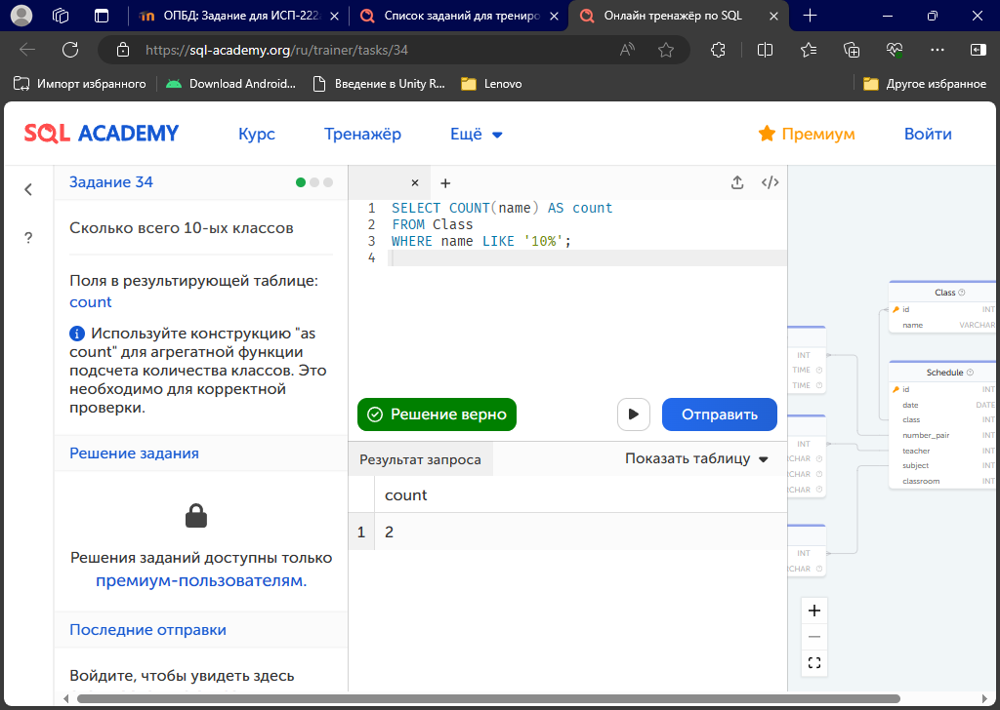 ОПБД: Задание для ИСП-222
Список заданий для трениро
Онлайн тренажёр по SQL
https://sql-academy.org/ru/trainer/tasks/34
Импорт избранного
Download Android...
Введение в Unity R...
Lenovo
Другое избранное
SQL ACADEMY
Курс
Тренажёр
Ещё
Премиум
Войти
Задание 34
Сколько всего 10-ых классов
Поля в результирующей таблице:
count
Используйте конструкцию "as
count" для агрегатной функции
подсчета количества классов. Это
необходимо для корректной
проверки.
Решение задания
Решения заданий доступны только
премиум-пользователям.
Последние отправки
Войдите, чтобы увидеть здесь
1 SELECT COUNT(name) AS count
2 FROM Class
3 WHERE name LIKE '10%';
4
Решение верно
Отправить
Результат запроса
Показать таблицу
count
1 2
INT
TIME
TIME
INT
RCHAR
RCHAR
RCHAR
INT
RCHAR
Class
id INT
name VARCHAR
Schedule
id INT
date DATE
class INT
number_pair INT
teacher INT
subject INT
classroom INT